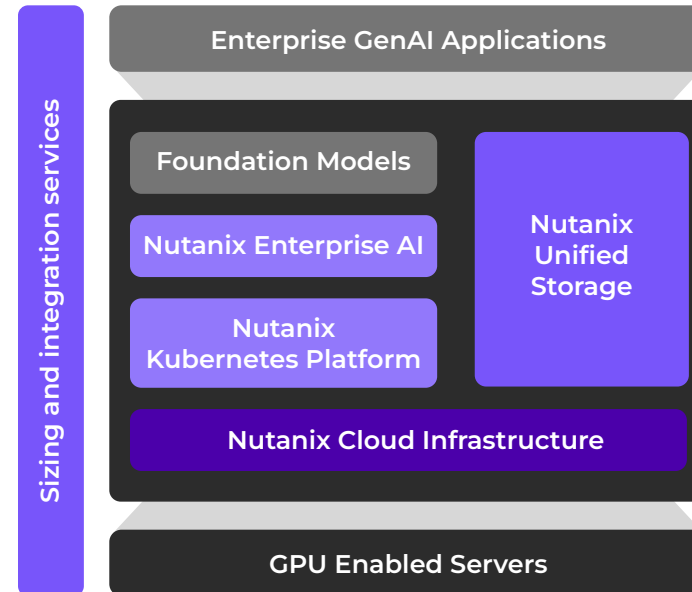 Sizing and integration services
Enterprise GenAI Applications
Foundation Models
Nutanix Enterprise AI
Nutanix
Kubernetes Platform
Nutanix
Unified
Storage
Nutanix Cloud Infrastructure
GPU Enabled Servers